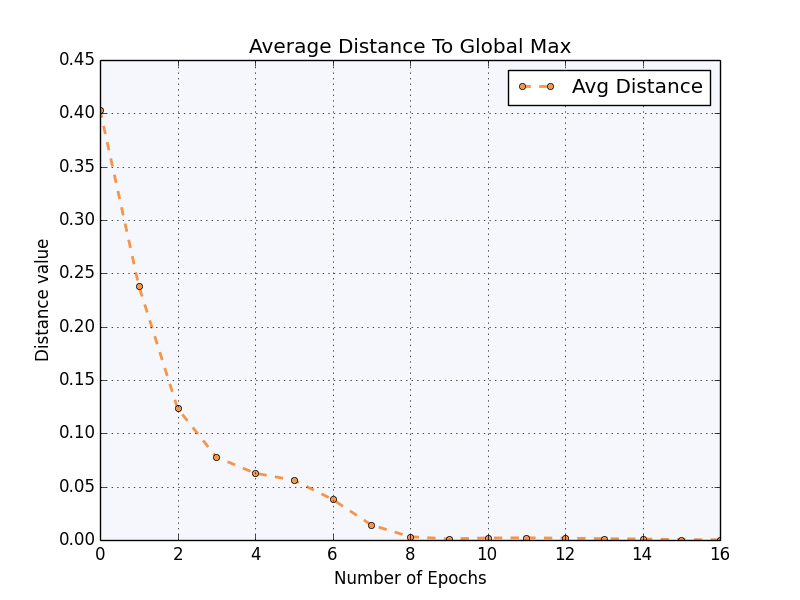 Average Distance To Global Max
Avg Distance
Distance value
0.45
0.40
0.35
0.30
0.25
0.20
0.15
0.10
0.05
0.00
0 2 4 6 8 10 12 14 16
Number of Epochs